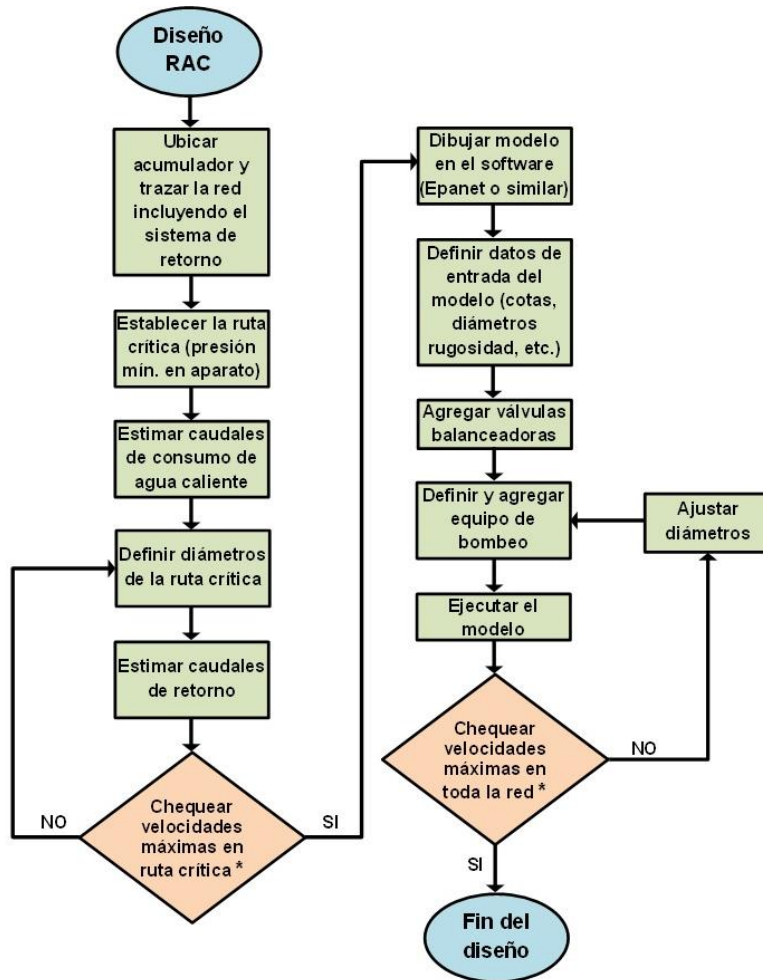 Diseño
RAC
Ubicar
acumulador y
trazar la red
incluyendo el
sistema de
retorno
Establecer la ruta
crítica (presión
mín. en aparato)
Estimar caudales
de consumo de
agua caliente
Definir diámetros
de la ruta crítica
Estimar caudales
de retorno
NO
Chequear
velocidades
máximas en
ruta crítica *
SI
Dibujar modelo
en el software
(Epanet o similar)
Definir datos de
entrada del
modelo (cotas,
diámetros
rugosidad, etc.)
Agregar válvulas
balanceadoras
Definir y agregar
equipo de
bombeo
Ajustar
diámetros
Ejecutar el
modelo
Chequear
velocidades
máximas en
toda la red *
NO
SI
Fin del
diseño